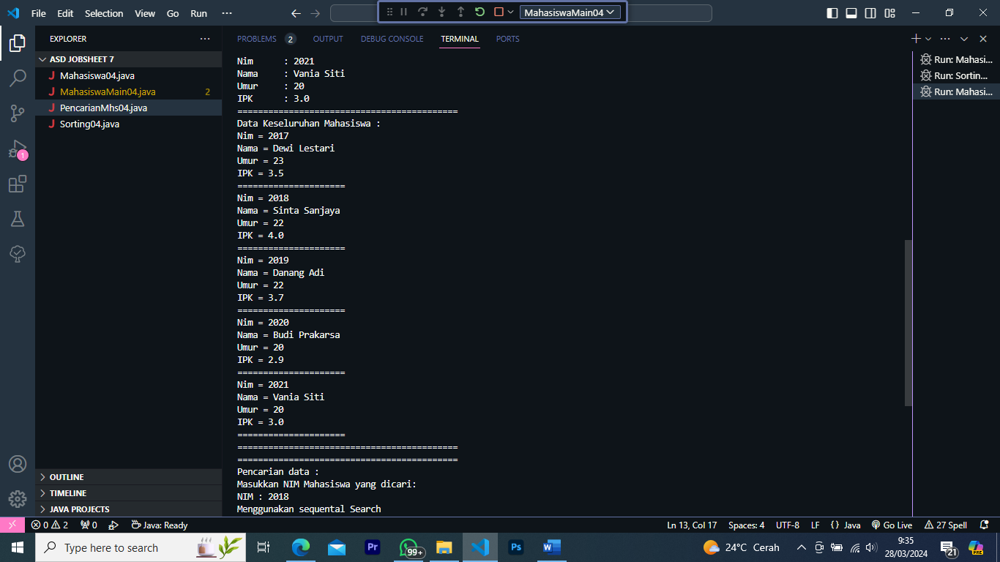 File Edit Selection View Go Run ··· MahasiswaMain04
EXPLORER ···
ASD JOBSHEET 7
Mahasiswa04.java
MahasiswaMain04.java 2
PencarianMhs04.java
Sorting04.java
OUTLINE
TIMELINE
JAVA PROJECTS
1
PROBLEMS 2 OUTPUT DEBUG CONSOLE TERMINAL PORTS
Nim : 2021
Nama : Vania Siti
Umur : 20
IPK : 3.0
===========================================
Data Keseluruhan Mahasiswa :
Nim = 2017
Nama = Dewi Lestari
Umur = 23
IPK = 3.5
=====================
Nim = 2018
Nama = Sinta Sanjaya
Umur = 22
IPK = 4.0
=====================
Nim = 2019
Nama = Danang Adi
Umur = 22
IPK = 3.7
=====================
Nim = 2020
Nama = Budi Prakarsa
Umur = 20
IPK = 2.9
=====================
Nim = 2021
Nama = Vania Siti
Umur = 20
IPK = 3.0
=====================
===========================================
===========================================
Pencarian data :
Masukkan NIM Mahasiswa yang dicari:
NIM : 2018
Menggunakan sequental Search
Run: Mahasi...
Run: Sortin...
Run: Mahasi...
0 2 0 Java: Ready Ln 13, Col 17 Spaces: 4 UTF-8 LF {} Java Go Live 27 Spell
Type here to search Pr 99+ Ps W 24°C Cerah 9:35 21 PRE
28/03/2024